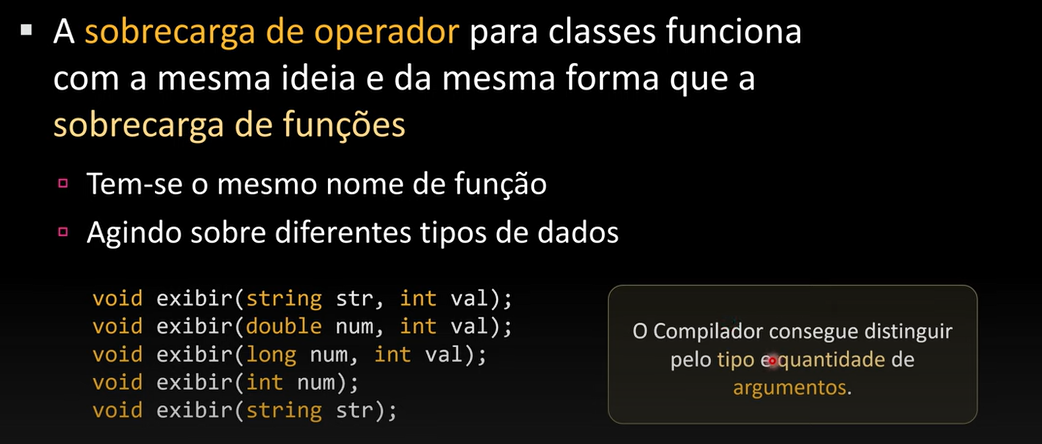 A sobrecarga de operador para classes funciona
com a mesma ideia e da mesma forma que a
sobrecarga de funções
Tem-se o mesmo nome de função
Agindo sobre diferentes tipos de dados
void exibir(string str, int val);
void exibir(double num, int val);
void exibir(long num, int val);
void exibir(int num);
void exibir(string str);
O Compilador consegue distinguir
pelo tipo e quantidade de
argumentos.